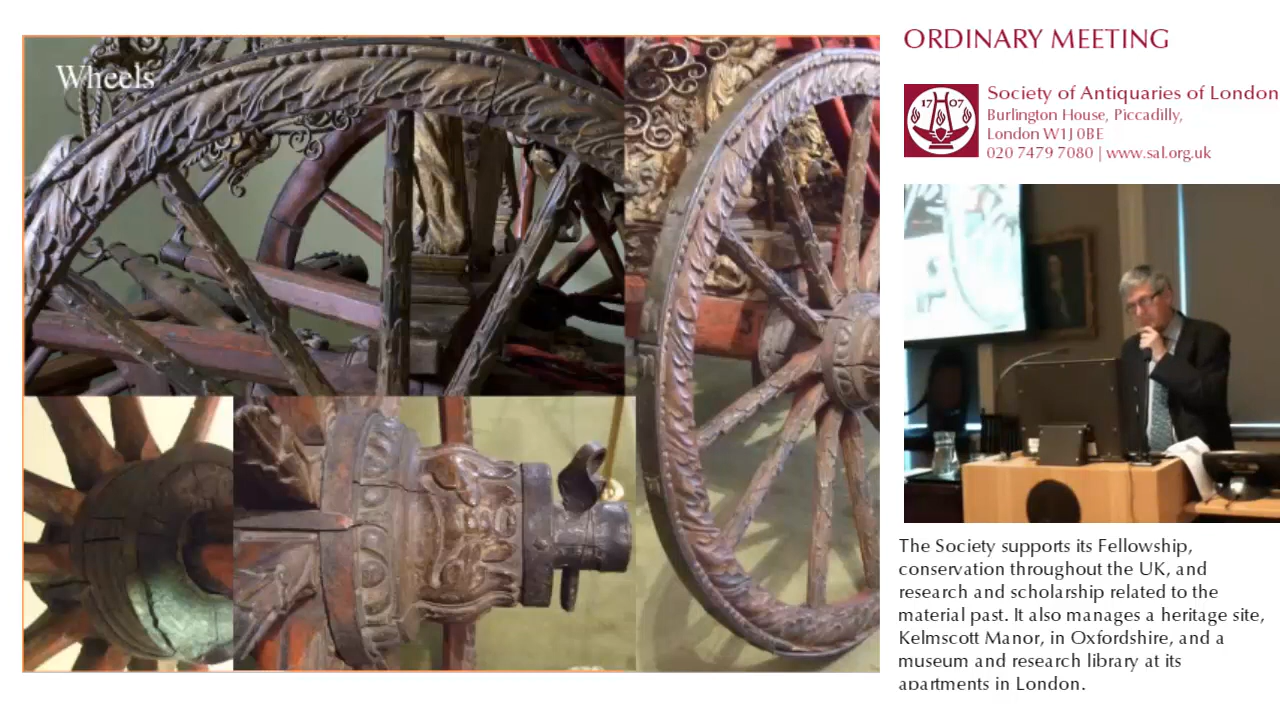 Wheels
ORDINARY MEETING
17 07
Society of Antiquaries of London
Burlington House, Piccadilly,
London W1J 0BE
020 7479 7080 | www.sal.org.uk
The Society supports its Fellowship,
conservation throughout the UK, and
research and scholarship related to the
material past. It also manages a heritage site,
Kelmscott Manor, in Oxfordshire, and a
museum and research library at its
apartments in London.